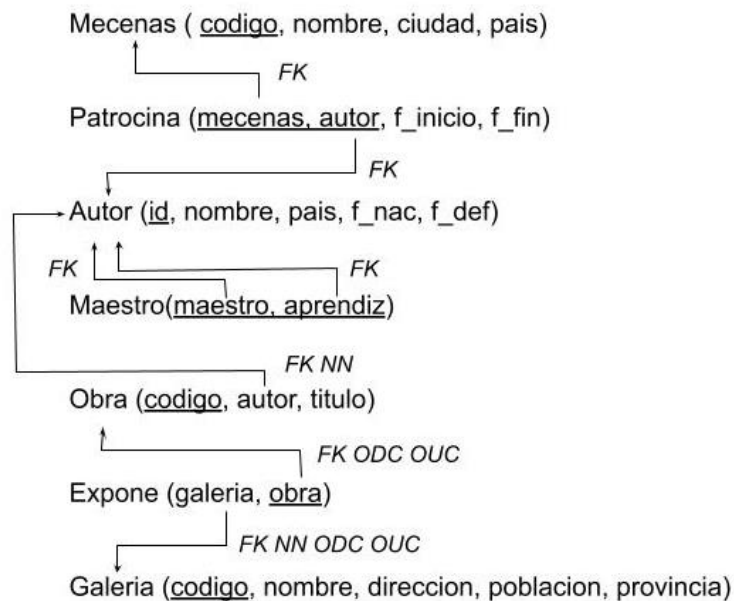 Mecenas ( codigo, nombre, ciudad, pais)
FK
Patrocina (mecenas, autor, f_inicio, f_fin)
FK
Autor (id, nombre, pais, f_nac, f_def)
FK FK
Maestro(maestro, aprendiz)
FK NN
Obra (codigo, autor, titulo)
FK ODC OUC
Expone (galeria, obra)
FK NN ODC OUC
Galeria (codigo, nombre, direccion, poblacion, provincia)